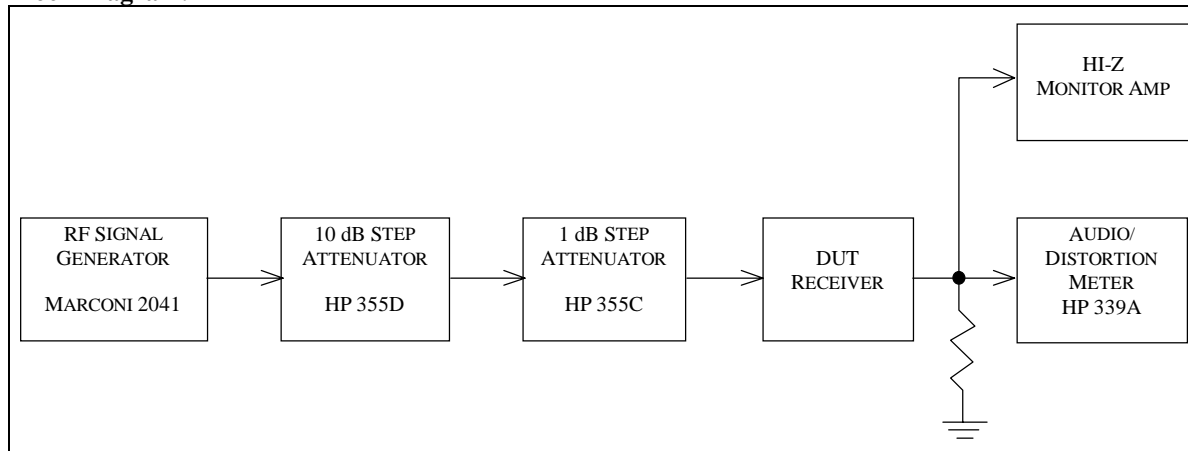 HI-Z
MONITOR AMP
RF SIGNAL
GENERATOR
MARCONI 2041
10 dB STEP
ATTENUATOR
HP 355D
1 dB STEP
ATTENUATOR
HP 355C
DUT
RECEIVER
AUDIO/
DISTORTION
METER
HP 339A